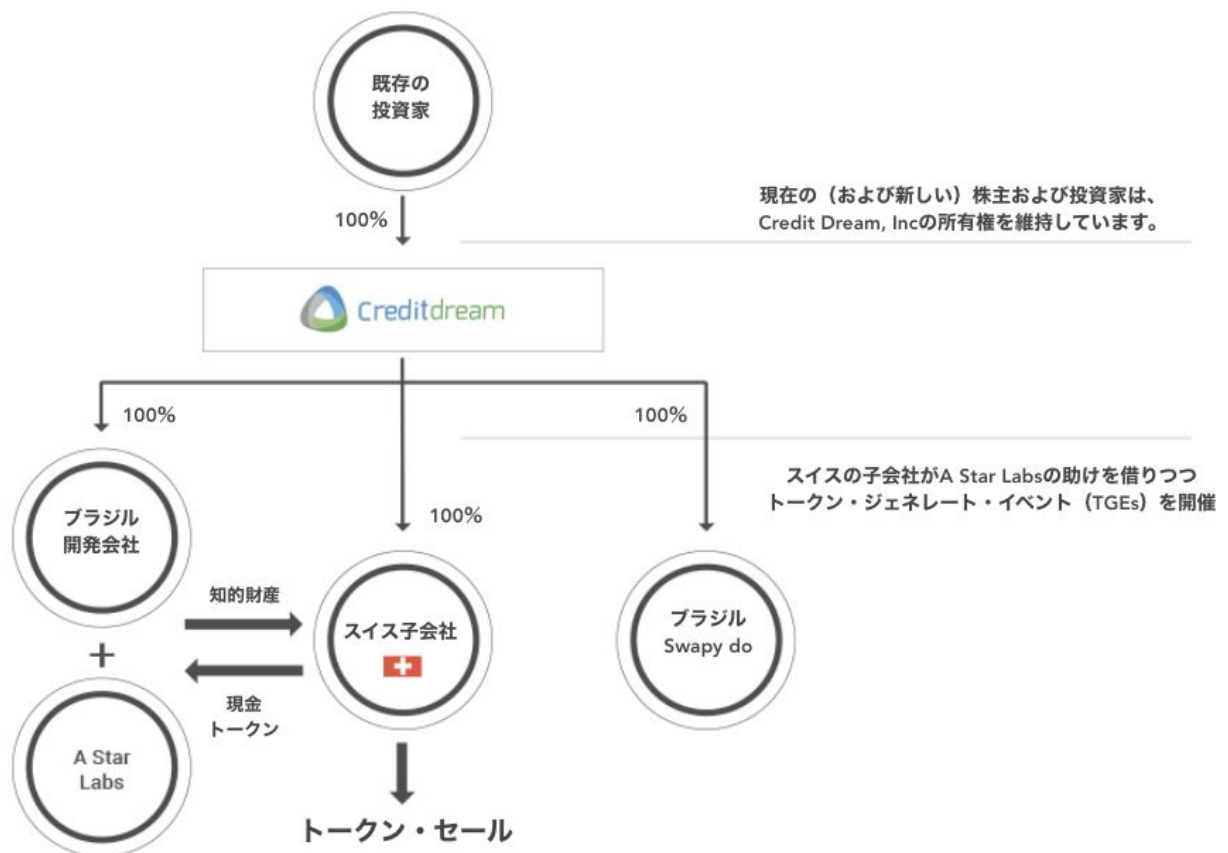 既存の
投資家
100%
現在の（および新しい）株主および投資家は、
Credit Dream, Incの所有権を維持しています。
Creditdream
100%
100%
100%
スイスの子会社がA Star Labsの助けを借りつつ
トークン・ジェネレート・イベント（TGEs）を開催
ブラジル
開発会社
知的財産
スイス子会社
ブラジル
Swapy do
+
現金
トークン
A Star
Labs
トークン・セール